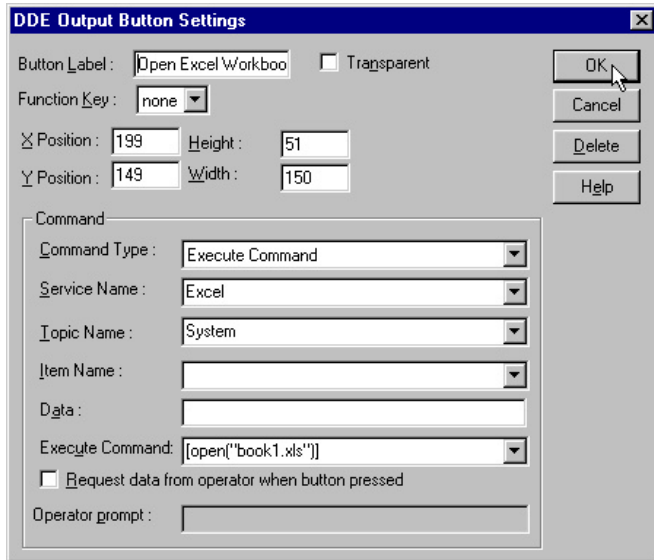 DDE Output Button Settings
Button Label : Open Excel Workboo Transparent OK
Function Key : none Cancel
X Position : 199 Height : 51 Delete
Y Position : 149 Width : 150 Help
Command
Command Type : Execute Command
Service Name : Excel
Topic Name : System
Item Name :
Data :
Execute Command: [open("book1.xls")]
Request data from operator when button pressed
Operator prompt :